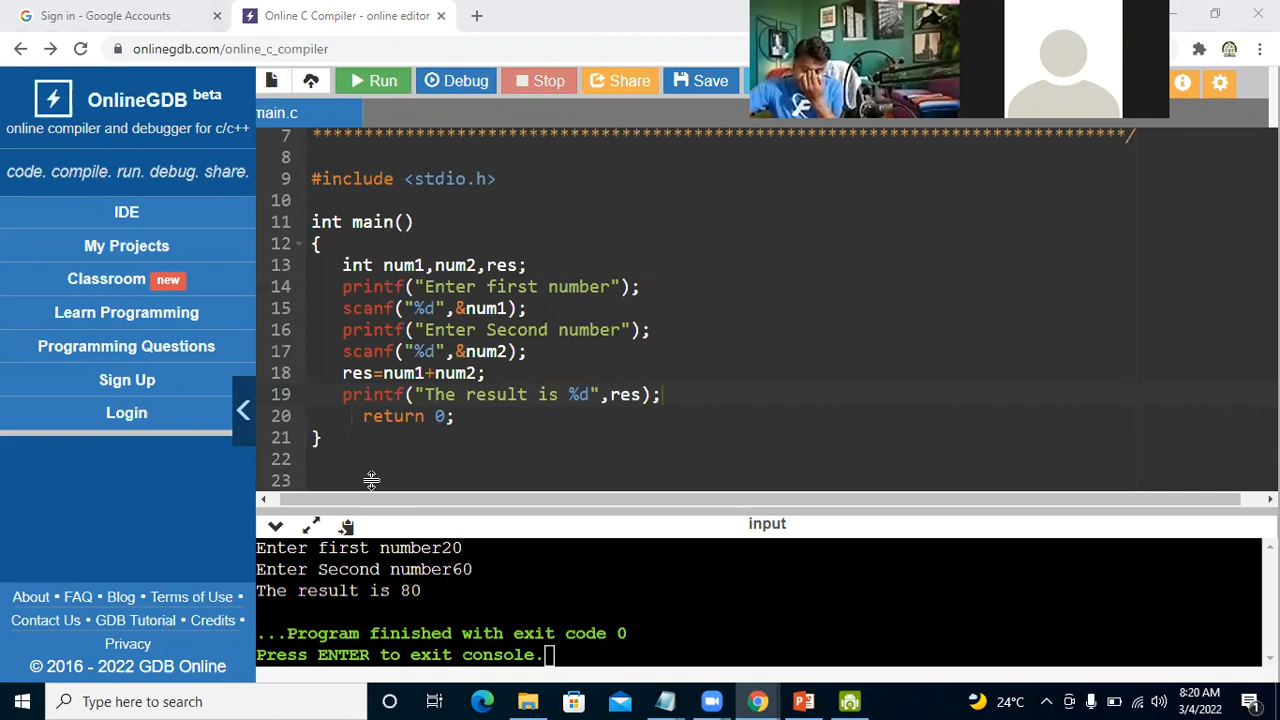 Sign in - Google Accounts
Online C Compiler - online editor
onlinegdb.com/online_c_compiler
OnlineGDB beta
online compiler and debugger for c/c++
code. compile. run. debug. share.
IDE
My Projects
Classroom new
Learn Programming
Programming Questions
Sign Up
Login
About • FAQ • Blog • Terms of Use •
Contact Us • GDB Tutorial • Credits •
Privacy
© 2016 - 2022 GDB Online
Run Debug Stop Share Save
main.c
7 *******************************************************************************/
8
9 #include <stdio.h>
10
11 int main()
12 {
13 int num1,num2,res;
14 printf("Enter first number");
15 scanf("%d",&num1);
16 printf("Enter Second number");
17 scanf("%d",&num2);
18 res=num1+num2;
19 printf("The result is %d",res);
20 return 0;
21 }
22
23
input
Enter first number20
Enter Second number60
The result is 80
...Program finished with exit code 0
Press ENTER to exit console.
Type here to search
24°C
8:20 AM
3/4/2022
1